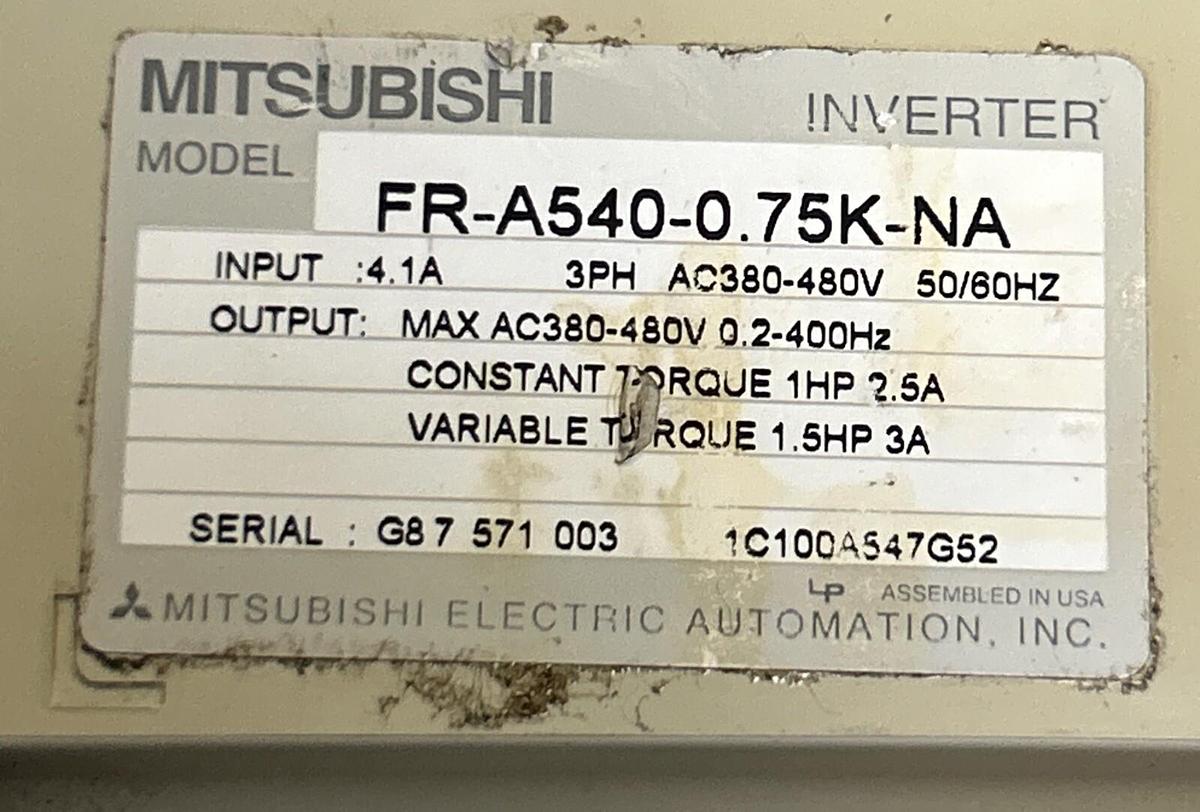 MITSUBISHI
INVERTER
MODEL
FR-A540-0.75K-NA
INPUT :4.1A 3PH AC380-480V 50/60HZ
OUTPUT: MAX AC380-480V 0.2-400Hz
CONSTANT TORQUE 1HP 2.5A
VARIABLE TORQUE 1.5HP 3A
SERIAL : G8 7 571 003 1C100A547G52
LP ASSEMBLED IN USA
MITSUBISHI ELECTRIC AUTOMATION, INC.